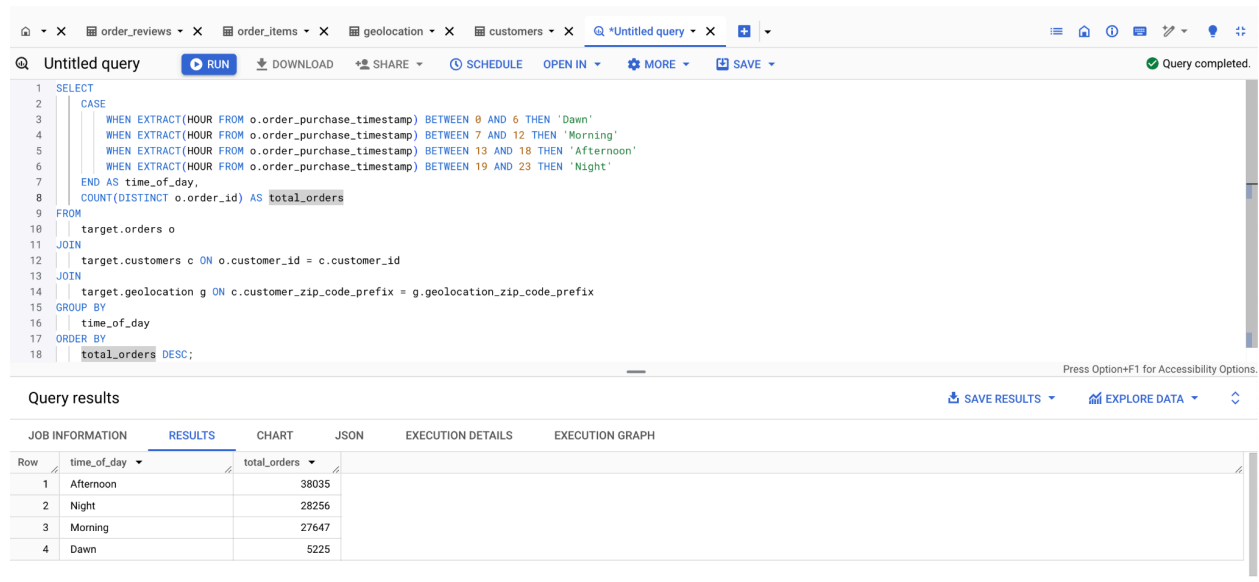 order_reviews order_items geolocation customers *Untitled query
Untitled query RUN DOWNLOAD SHARE SCHEDULE OPEN IN MORE SAVE Query completed.
1 SELECT
2 CASE
3 WHEN EXTRACT(HOUR FROM o.order_purchase_timestamp) BETWEEN 0 AND 6 THEN 'Dawn'
4 WHEN EXTRACT(HOUR FROM o.order_purchase_timestamp) BETWEEN 7 AND 12 THEN 'Morning'
5 WHEN EXTRACT(HOUR FROM o.order_purchase_timestamp) BETWEEN 13 AND 18 THEN 'Afternoon'
6 WHEN EXTRACT(HOUR FROM o.order_purchase_timestamp) BETWEEN 19 AND 23 THEN 'Night'
7 END AS time_of_day,
8 COUNT(DISTINCT o.order_id) AS total_orders
9 FROM
10 target.orders o
11 JOIN
12 target.customers c ON o.customer_id = c.customer_id
13 JOIN
14 target.geolocation g ON c.customer_zip_code_prefix = g.geolocation_zip_code_prefix
15 GROUP BY
16 time_of_day
17 ORDER BY
18 total_orders DESC;
Press Option+F1 for Accessibility Options.
Query results SAVE RESULTS EXPLORE DATA
JOB INFORMATION RESULTS CHART JSON EXECUTION DETAILS EXECUTION GRAPH
Row time_of_day total_orders
1 Afternoon 38035
2 Night 28256
3 Morning 27647
4 Dawn 5225